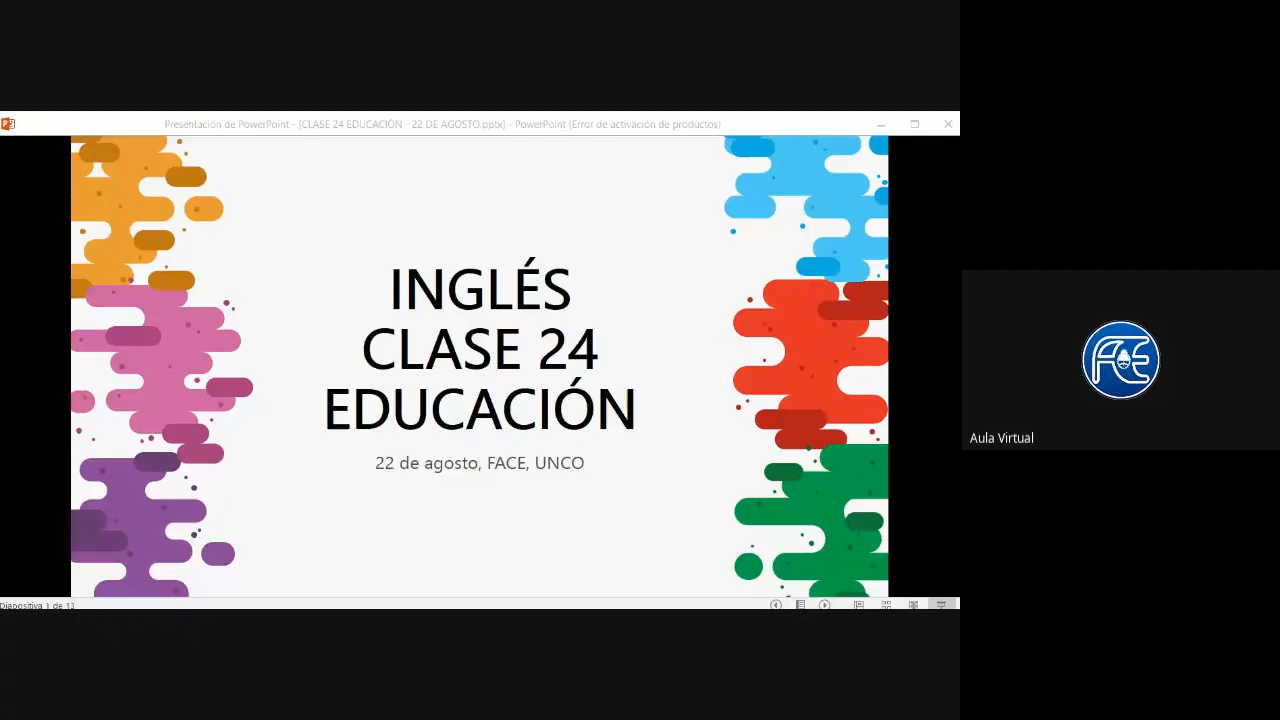 Presentación de PowerPoint - [CLASE 24 EDUCACIÓN - 22 DE AGOSTO.pptx] - PowerPoint (Error de activación de productos)
INGLÉS
CLASE 24
EDUCACIÓN
22 de agosto, FACE, UNCO
Diapositiva 1 de 13
FACE
Aula Virtual